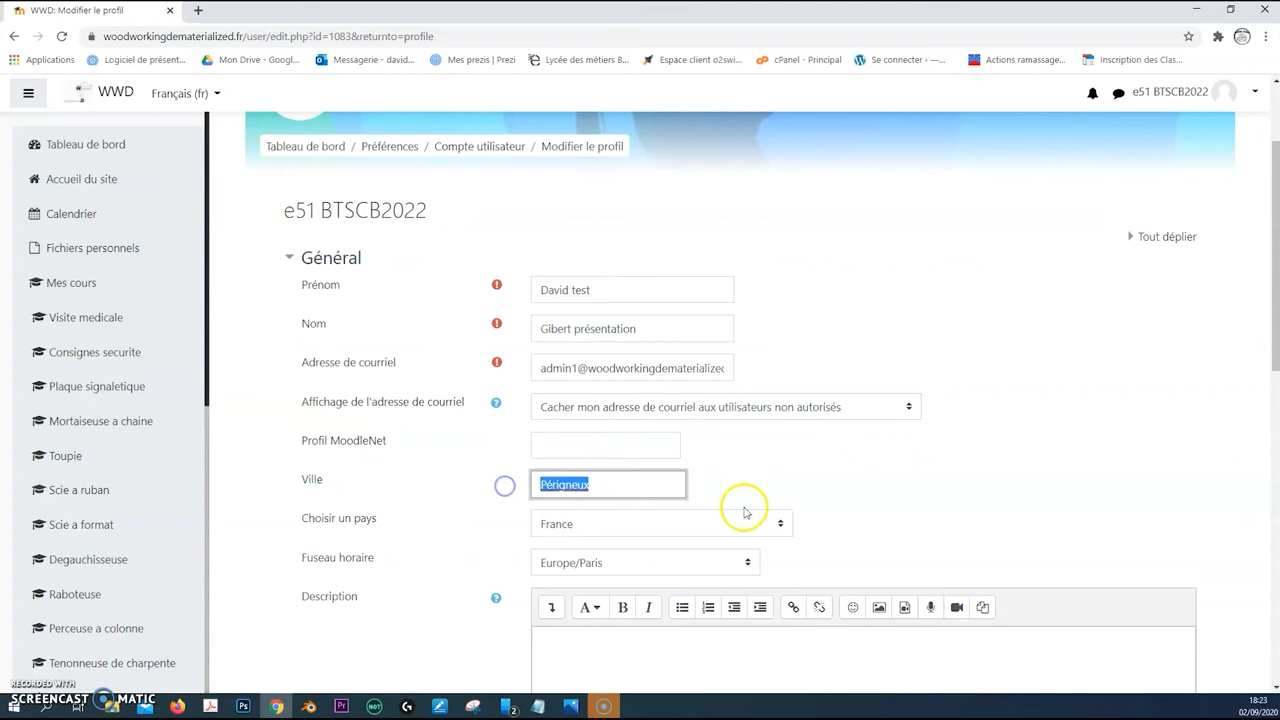 WWD: Modifier le profil
woodworkingdematerialized.fr/user/edit.php?id=1083&returnto=profile
Applications
Logiciel de présent...
Mon Drive - Googl...
Messagerie - david...
Mes prezis | Prezi
Lycée des métiers B...
Espace client o2swi...
cPanel - Principal
Se connecter ‹ —...
Actions ramassage...
Inscription des Clas...
WWD
Français (fr)
e51 BTSCB2022
Tableau de bord / Préférences / Compte utilisateur / Modifier le profil
Tableau de bord
Accueil du site
Calendrier
Fichiers personnels
Mes cours
Visite medicale
Consignes securite
Plaque signaletique
Mortaiseuse a chaine
Toupie
Scie a ruban
Scie a format
Degauchisseuse
Raboteuse
Perceuse a colonne
Tenonneuse de charpente
e51 BTSCB2022
Tout déplier
Général
Prénom
David test
Nom
Gibert présentation
Adresse de courriel
admin1@woodworkingdematerialized
Affichage de l'adresse de courriel
Cacher mon adresse de courriel aux utilisateurs non autorisés
Profil MoodleNet
Ville
Périgneux
Choisir un pays
France
Fuseau horaire
Europe/Paris
Description
A B I
RECORDED WITH
SCREENCAST MATIC
18:23
02/09/2020